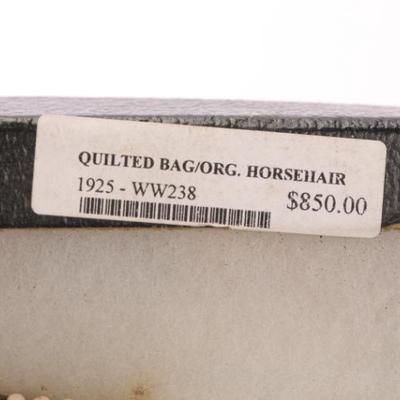 QUILTED BAG/ORG. HORSEHAIR
1925 - WW238
$850.00